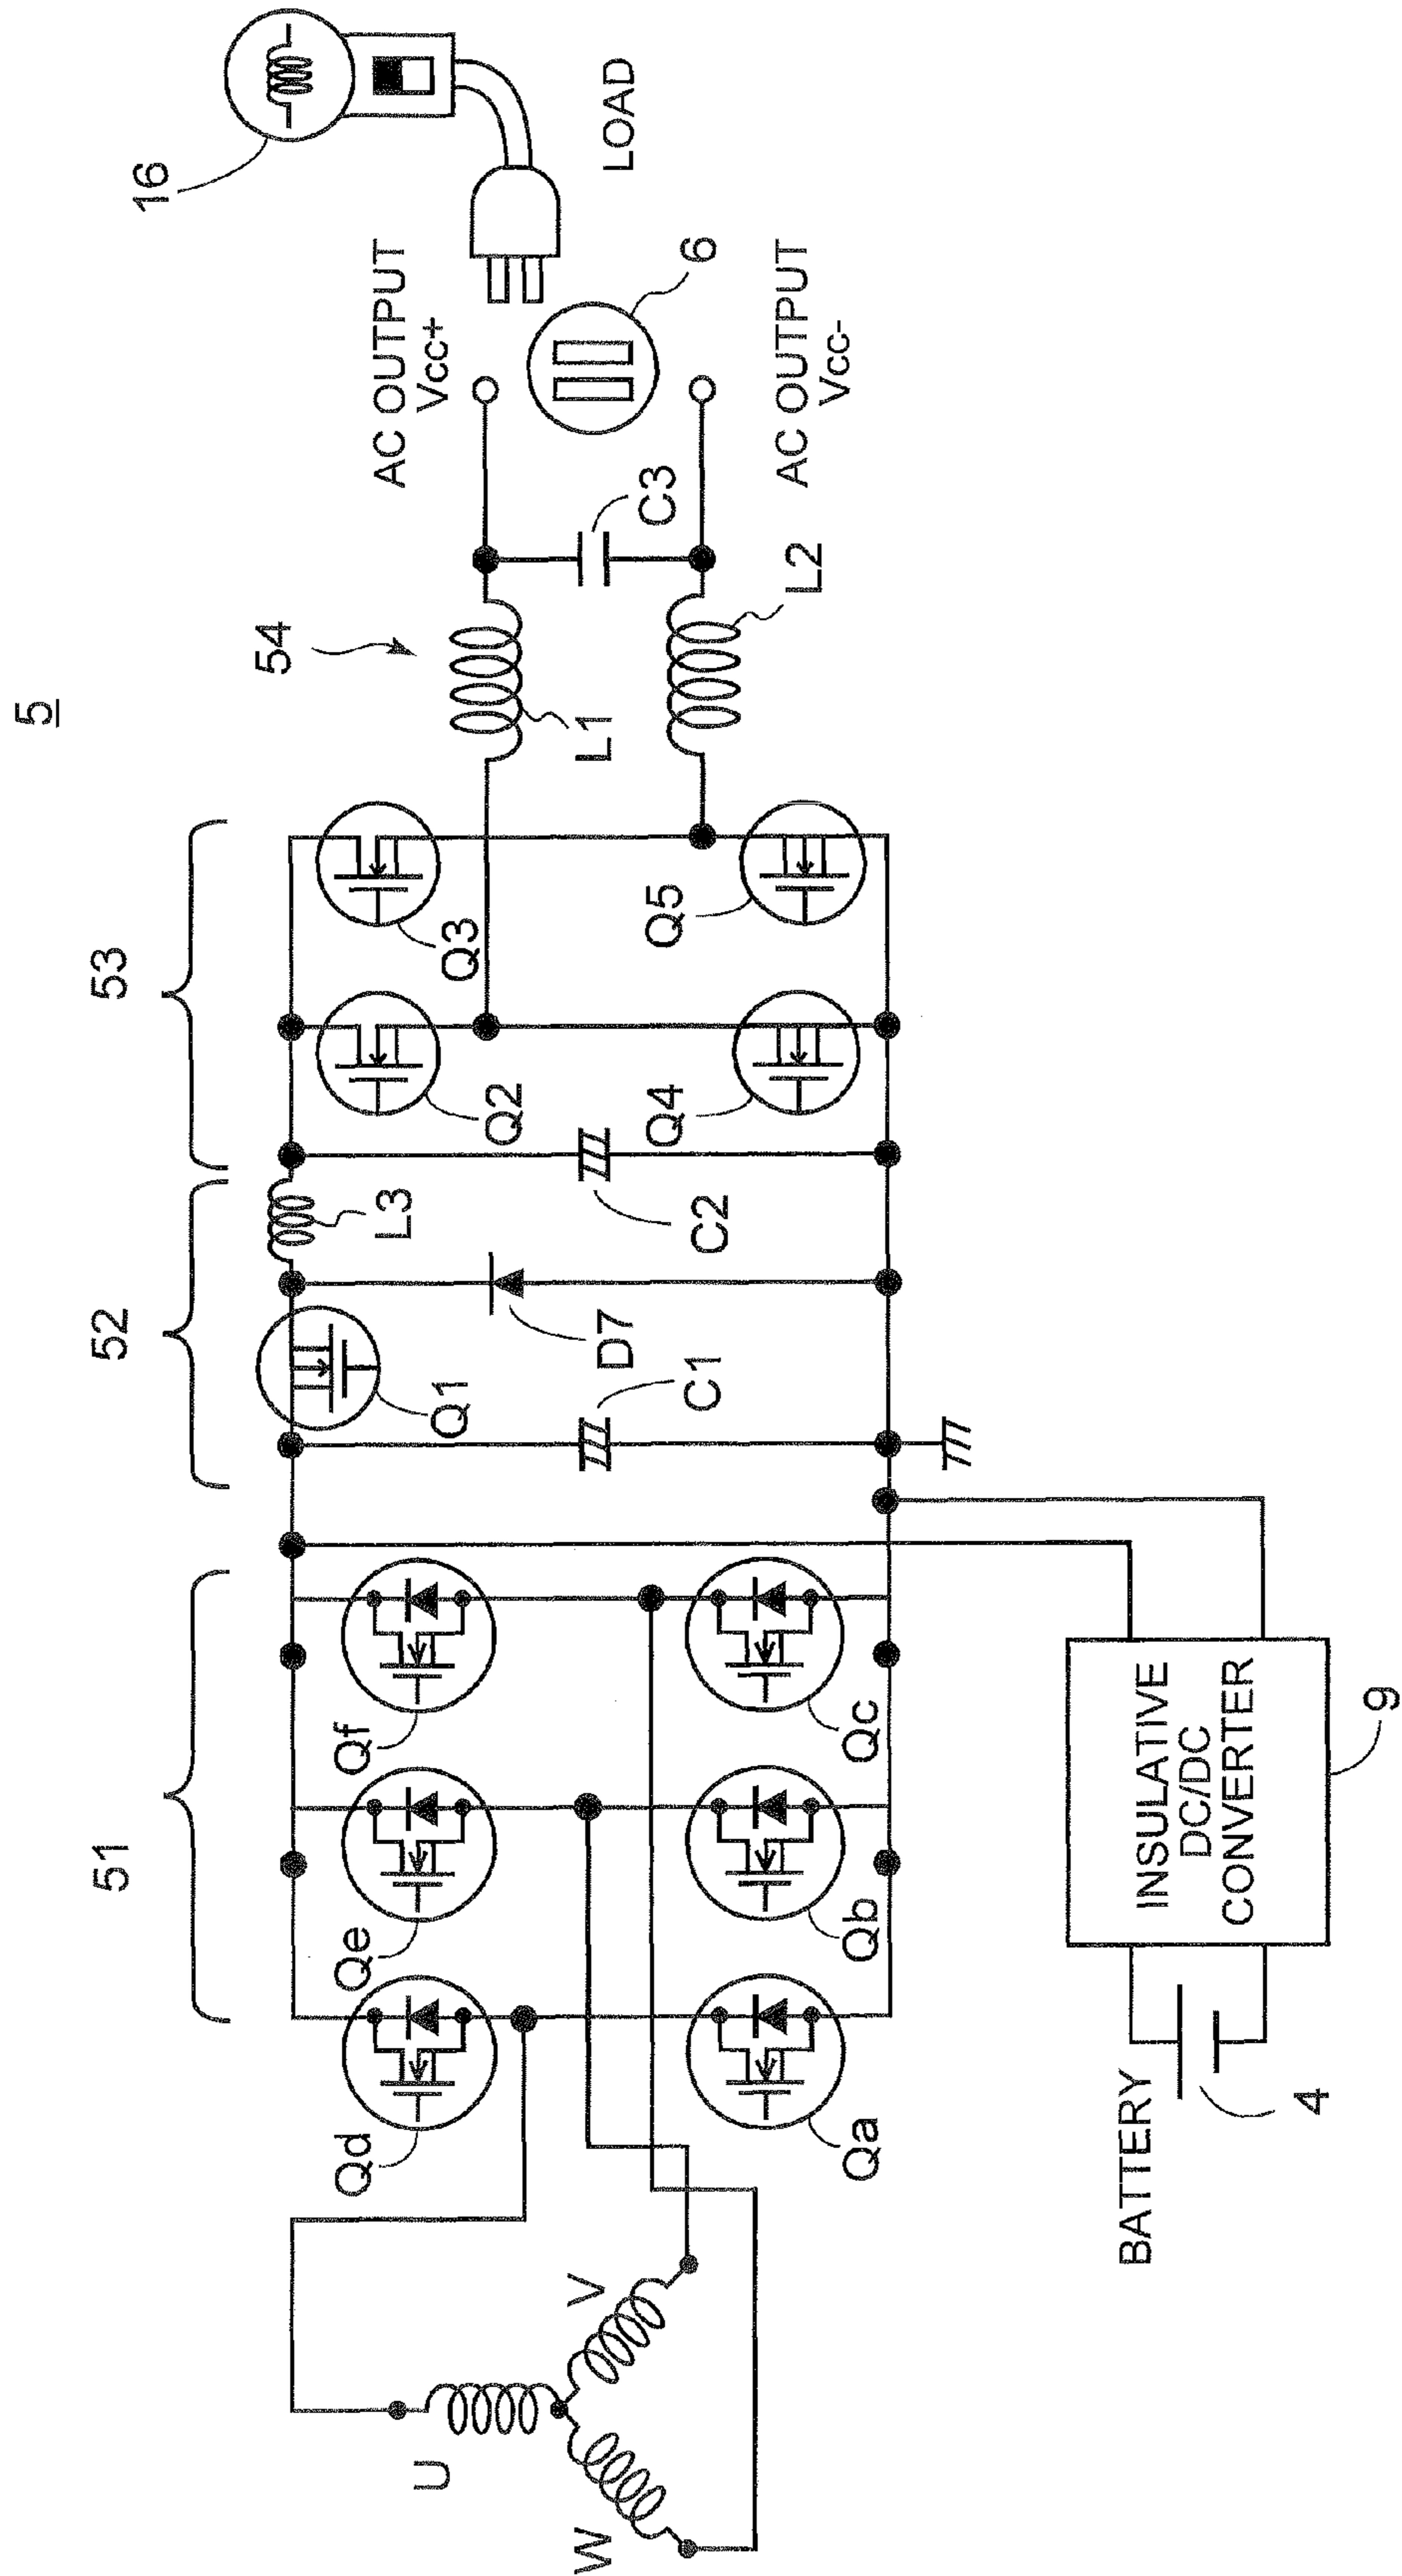 5
51
52
53
54
16
LOAD
AC OUTPUT
Vcc+
6
AC OUTPUT
Vcc-
C3
L1
L2
L3
Q3
Q5
Q2
Q4
C2
D7
C1
Q1
Qf
Qc
Qe
Qb
Qd
Qa
U
V
W
INSULATIVE
DC/DC
CONVERTER
9
BATTERY
4